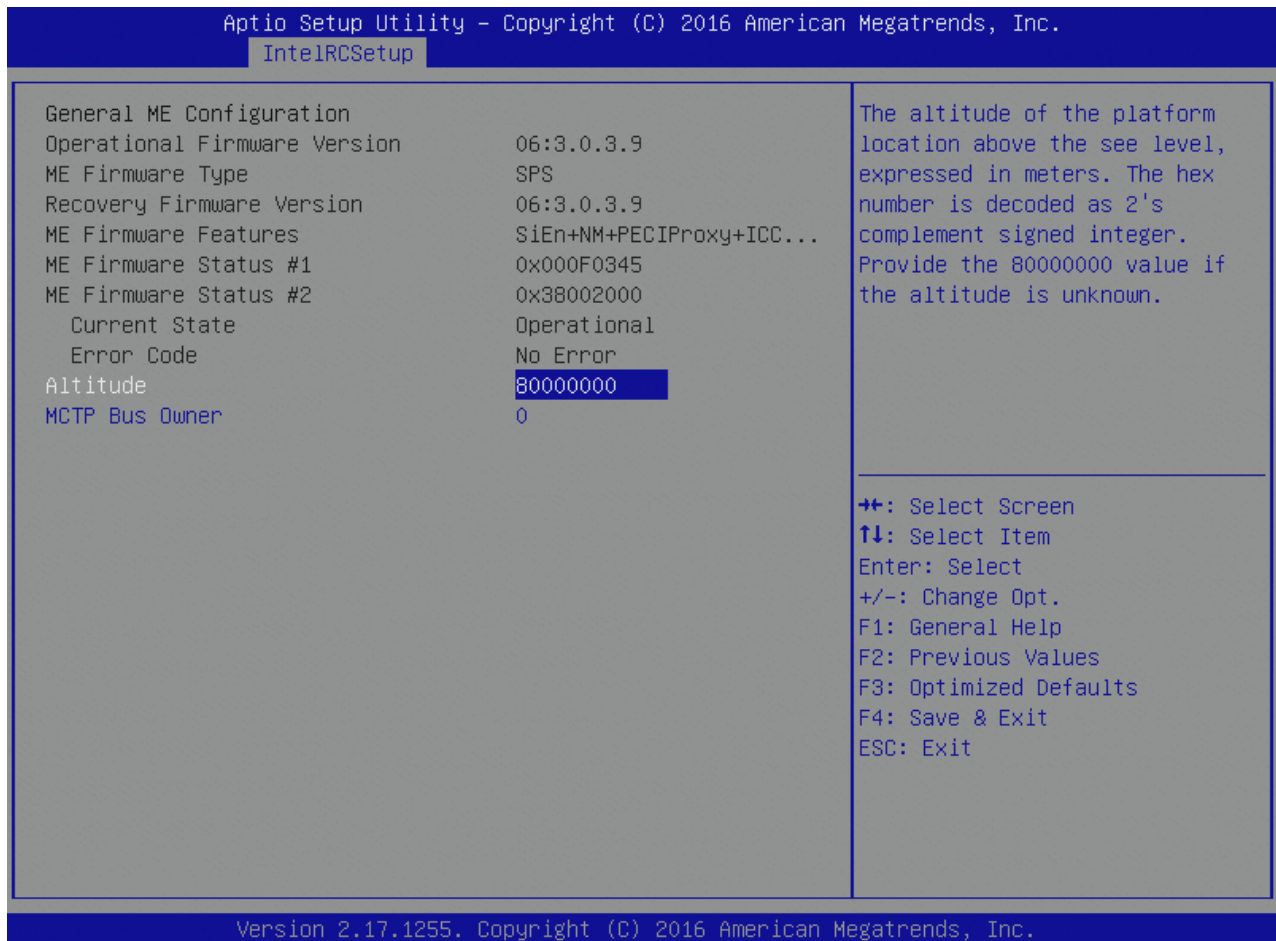 Aptio Setup Utility – Copyright (C) 2016 American Megatrends, Inc.
IntelRCSetup
General ME Configuration
Operational Firmware Version 06:3.0.3.9
ME Firmware Type SPS
Recovery Firmware Version 06:3.0.3.9
ME Firmware Features SiEn+NM+PECIProxy+ICC...
ME Firmware Status #1 0x000F0345
ME Firmware Status #2 0x38002000
Current State Operational
Error Code No Error
Altitude 80000000
MCTP Bus Owner 0
The altitude of the platform
location above the see level,
expressed in meters. The hex
number is decoded as 2's
complement signed integer.
Provide the 80000000 value if
the altitude is unknown.
→←: Select Screen
↑↓: Select Item
Enter: Select
+/-: Change Opt.
F1: General Help
F2: Previous Values
F3: Optimized Defaults
F4: Save & Exit
ESC: Exit
Version 2.17.1255. Copyright (C) 2016 American Megatrends, Inc.